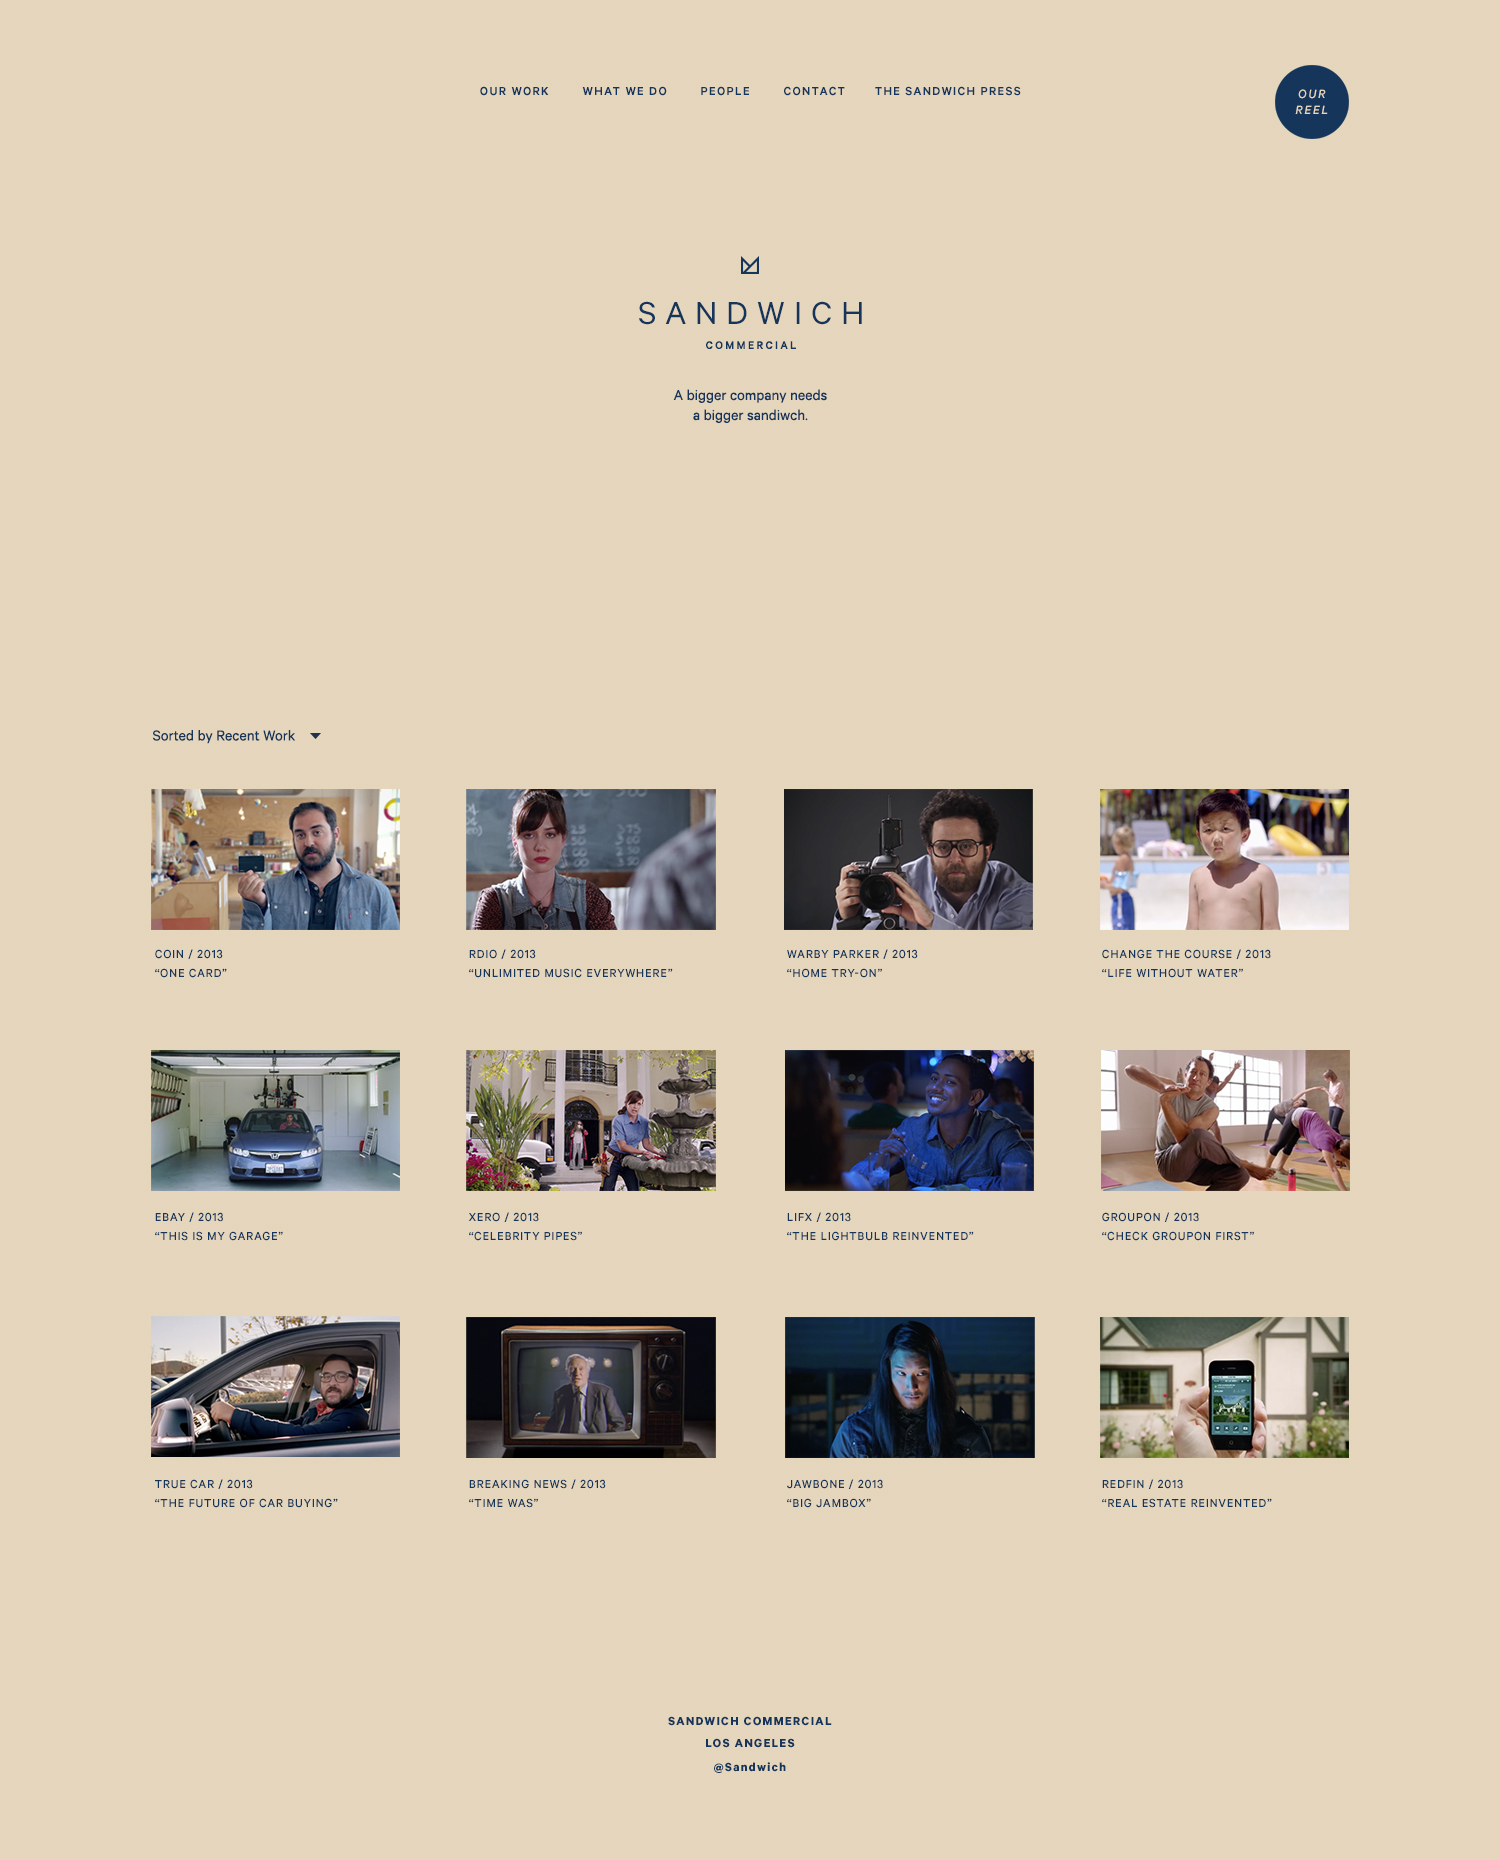 OUR WORK WHAT WE DO PEOPLE CONTACT THE SANDWICH PRESS
OUR
REEL
SANDWICH
COMMERCIAL
A bigger company needs
a bigger sandiwch.
Sorted by Recent Work
COIN / 2013
“ONE CARD”
RDIO / 2013
“UNLIMITED MUSIC EVERYWHERE”
WARBY PARKER / 2013
“HOME TRY-ON”
CHANGE THE COURSE / 2013
“LIFE WITHOUT WATER”
EBAY / 2013
“THIS IS MY GARAGE”
XERO / 2013
“CELEBRITY PIPES”
LIFX / 2013
“THE LIGHTBULB REINVENTED”
GROUPON / 2013
“CHECK GROUPON FIRST”
TRUE CAR / 2013
“THE FUTURE OF CAR BUYING”
BREAKING NEWS / 2013
“TIME WAS”
JAWBONE / 2013
“BIG JAMBOX”
REDFIN / 2013
“REAL ESTATE REINVENTED”
SANDWICH COMMERCIAL
LOS ANGELES
@Sandwich